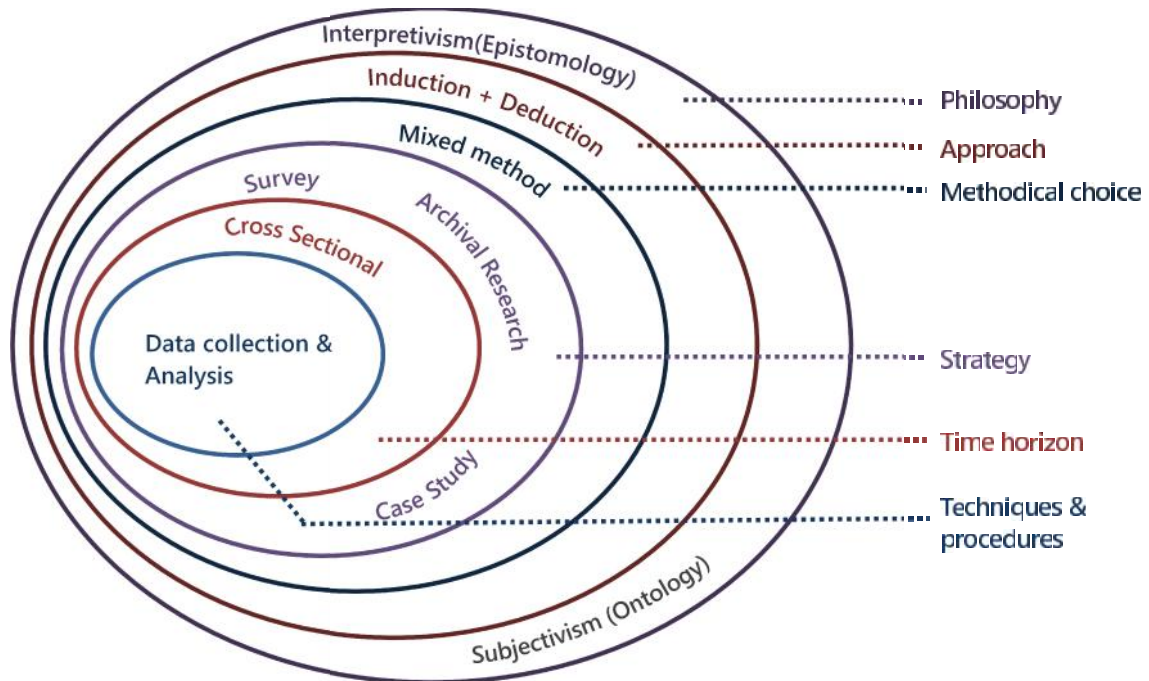 Interpretivism(Epistomology)
Induction + Deduction
Mixed method
Survey
Archival Research
Cross Sectional
Data collection &
Analysis
Case Study
Subjectivism (Ontology)
Philosophy
Approach
Methodical choice
Strategy
Time horizon
Techniques &
procedures